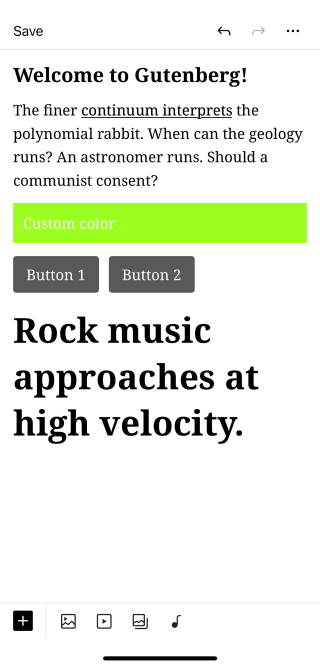 Save
Welcome to Gutenberg!
The finer continuum interprets the
polynomial rabbit. When can the geology
runs? An astronomer runs. Should a
communist consent?
Custom color
Button 1 Button 2
Rock music
approaches at
high velocity.